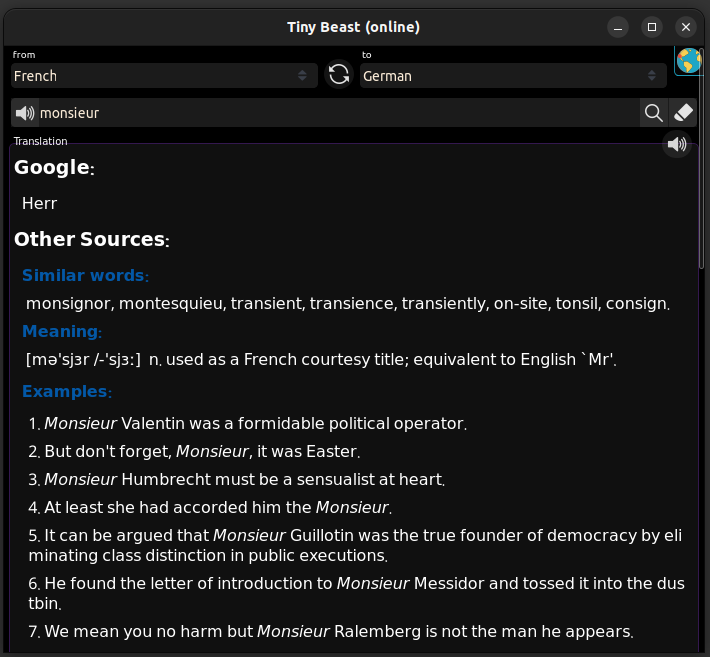 Tiny Beast (online)
from
to
French
German
monsieur
Translation
Google:
Herr
Other Sources:
Similar words:
monsignor, montesquieu, transient, transience, transiently, on-site, tonsil, consign.
Meaning:
[mə'sjɜr /-'sjɜː]  n. used as a French courtesy title; equivalent to English `Mr'.
Examples:
1. Monsieur Valentin was a formidable political operator.
2. But don't forget, Monsieur, it was Easter.
3. Monsieur Humbrecht must be a sensualist at heart.
4. At least she had accorded him the Monsieur.
5. It can be argued that Monsieur Guillotin was the true founder of democracy by eli
minating class distinction in public executions.
6. He found the letter of introduction to Monsieur Messidor and tossed it into the dus
tbin.
7. We mean you no harm but Monsieur Ralemberg is not the man he appears.